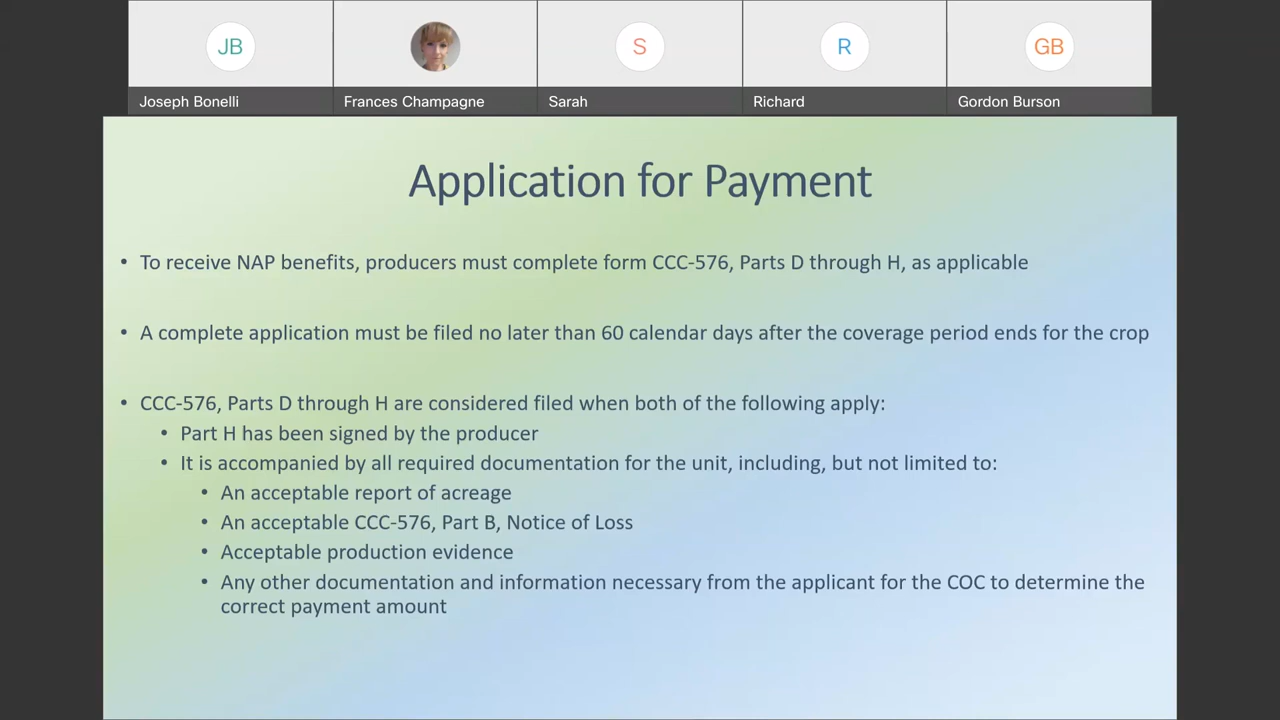 JB
S
R
GB
Joseph Bonelli
Frances Champagne
Sarah
Richard
Gordon Burson
Application for Payment
• To receive NAP benefits, producers must complete form CCC-576, Parts D through H, as applicable
• A complete application must be filed no later than 60 calendar days after the coverage period ends for the crop
• CCC-576, Parts D through H are considered filed when both of the following apply:
• Part H has been signed by the producer
• It is accompanied by all required documentation for the unit, including, but not limited to:
• An acceptable report of acreage
• An acceptable CCC-576, Part B, Notice of Loss
• Acceptable production evidence
• Any other documentation and information necessary from the applicant for the COC to determine the
correct payment amount